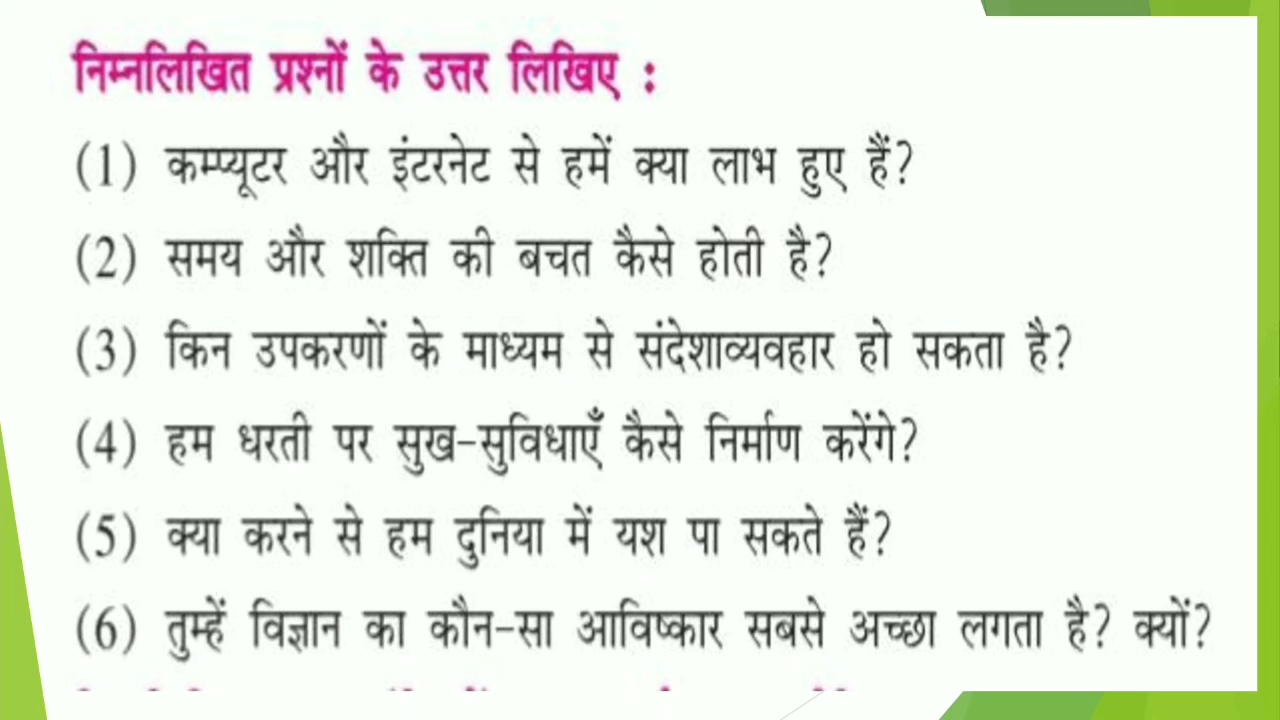 निम्नलिखित प्रश्नों के उत्तर लिखिए :
(1) कम्प्यूटर और इंटरनेट से हमें क्या लाभ हुए हैं?
(2) समय और शक्ति की बचत कैसे होती है?
(3) किन उपकरणों के माध्यम से संदेशाव्यवहार हो सकता है?
(4) हम धरती पर सुख-सुविधाएँ कैसे निर्माण करेंगे?
(5) क्या करने से हम दुनिया में यश पा सकते हैं?
(6) तुम्हें विज्ञान का कौन-सा आविष्कार सबसे अच्छा लगता है? क्यों?